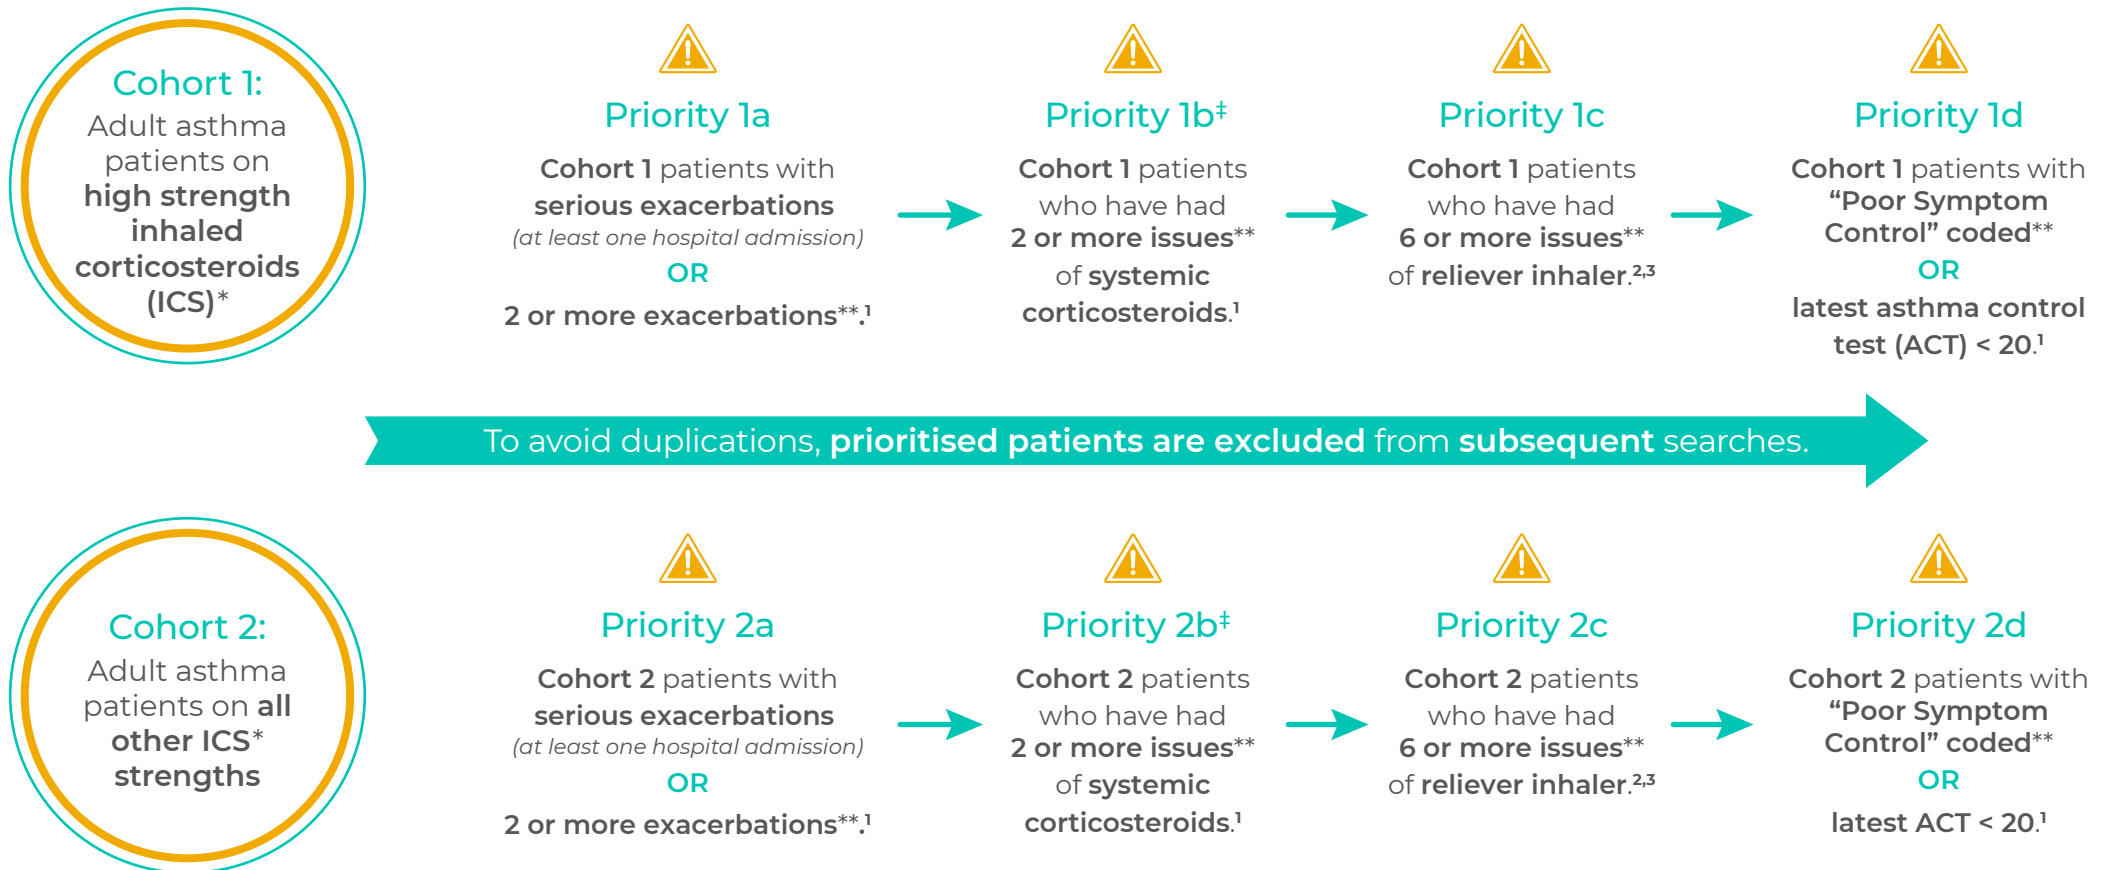 Cohort 1:
Adult asthma
patients on
high strength
inhaled
corticosteroids
(ICS)*
Priority 1a
Cohort 1 patients with
serious exacerbations
(at least one hospital admission)
OR
2 or more exacerbations**.¹
Priority 1b‡
Cohort 1 patients
who have had
2 or more issues**
of systemic
corticosteroids.¹
Priority 1c
Cohort 1 patients
who have had
6 or more issues**
of reliever inhaler.²,³
Priority 1d
Cohort 1 patients with
“Poor Symptom
Control” coded**
OR
latest asthma control
test (ACT) < 20.¹
To avoid duplications, prioritised patients are excluded from subsequent searches.
Cohort 2:
Adult asthma
patients on all
other ICS*
strengths
Priority 2a
Cohort 2 patients with
serious exacerbations
(at least one hospital admission)
OR
2 or more exacerbations**.¹
Priority 2b‡
Cohort 2 patients
who have had
2 or more issues**
of systemic
corticosteroids.¹
Priority 2c
Cohort 2 patients
who have had
6 or more issues**
of reliever inhaler.²,³
Priority 2d
Cohort 2 patients with
“Poor Symptom
Control” coded**
OR
latest ACT < 20.¹